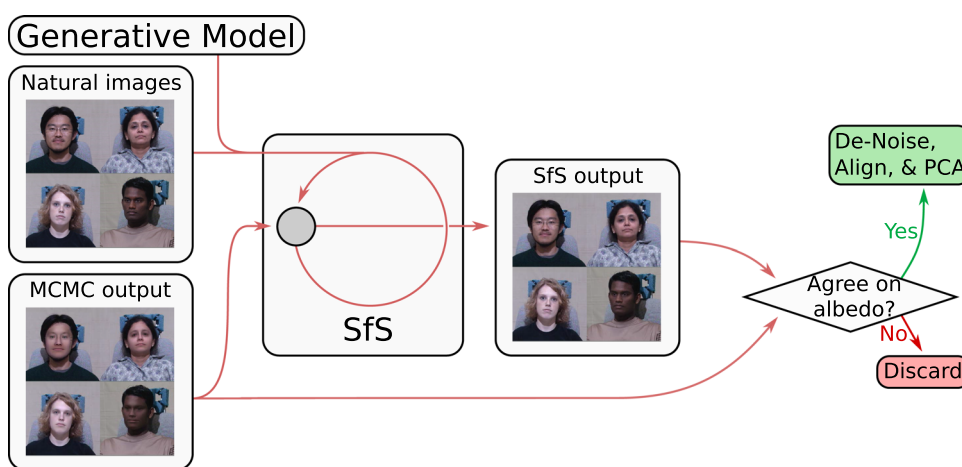 Generative Model
Natural images
MCMC output
SfS
SfS output
De-Noise,
Align, & PCA
Yes
Agree on
albedo?
No
Discard